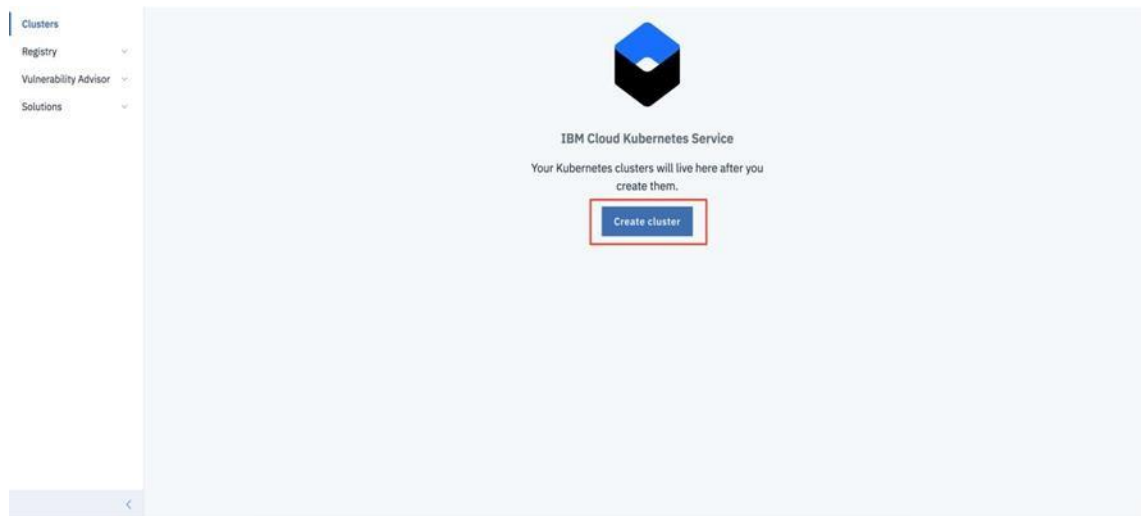 Clusters
Registry
Vulnerability Advisor
Solutions
IBM Cloud Kubernetes Service
Your Kubernetes clusters will live here after you
create them.
Create cluster